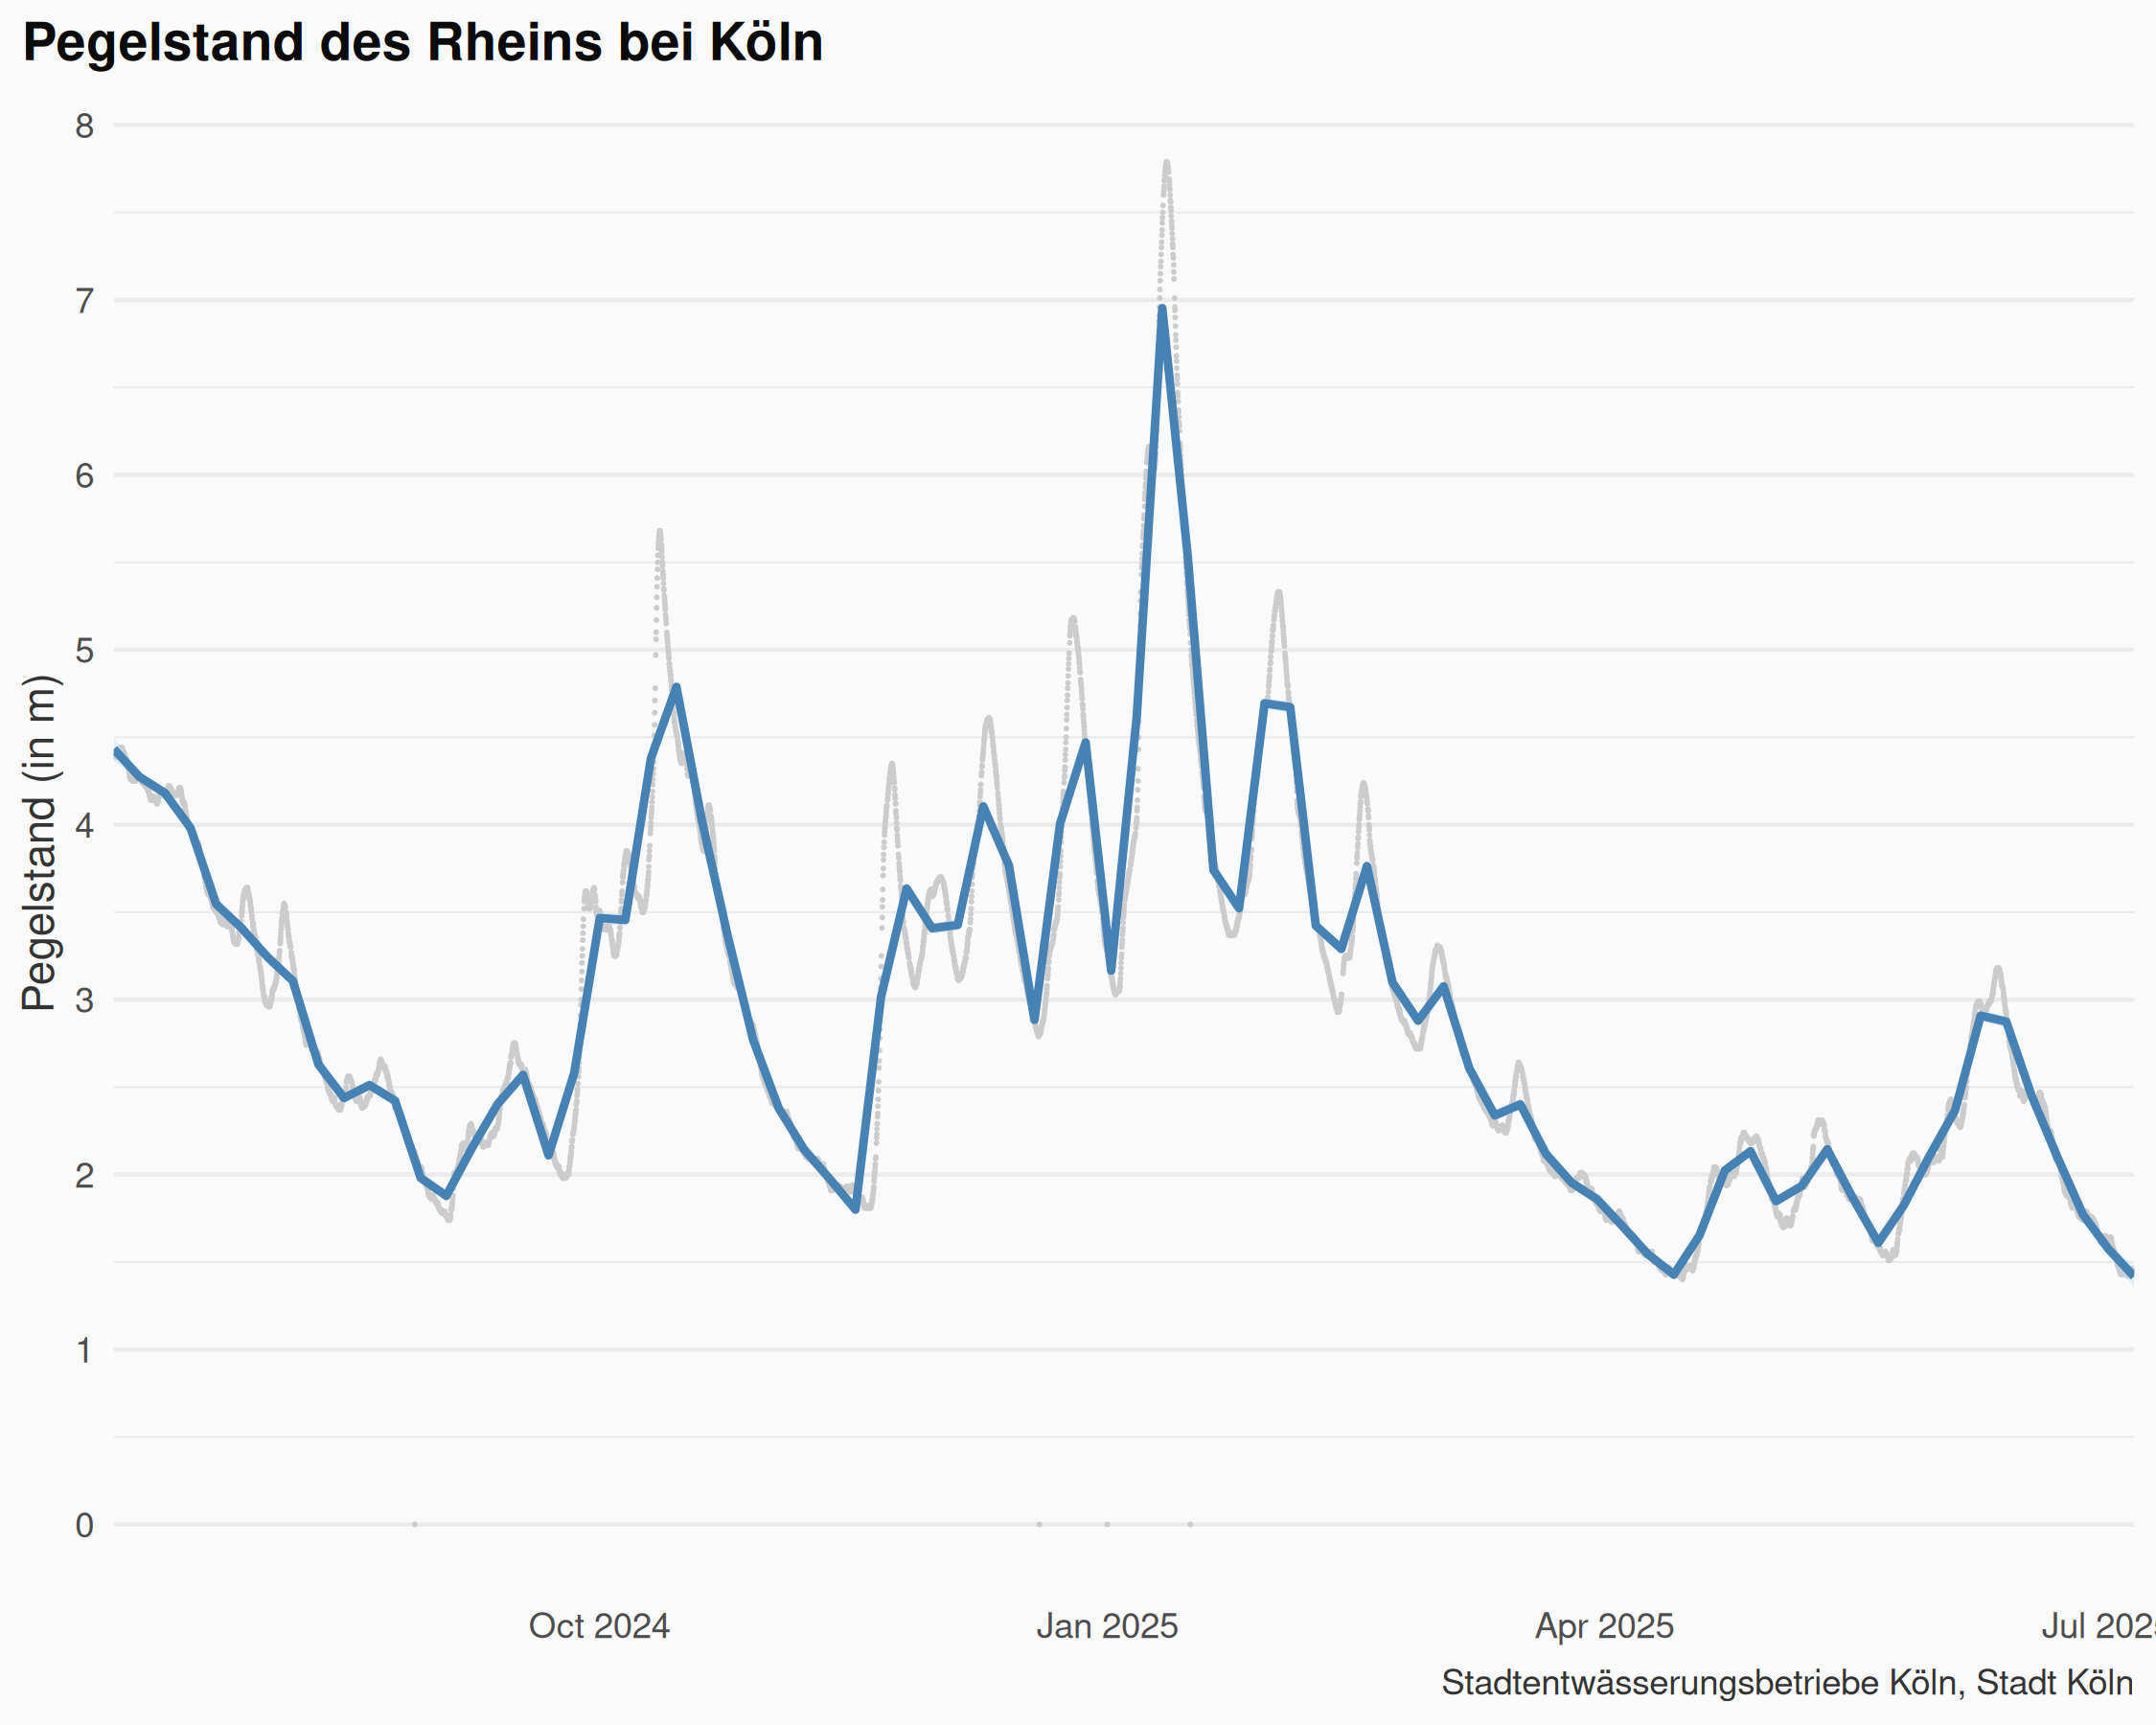 Pegelstand des Rheins bei Köln
Pegelstand (in m)
8
7
6
5
4
3
2
1
0
Oct 2024
Jan 2025
Apr 2025
Jul 202
Stadtentwässerungsbetriebe Köln, Stadt Köln